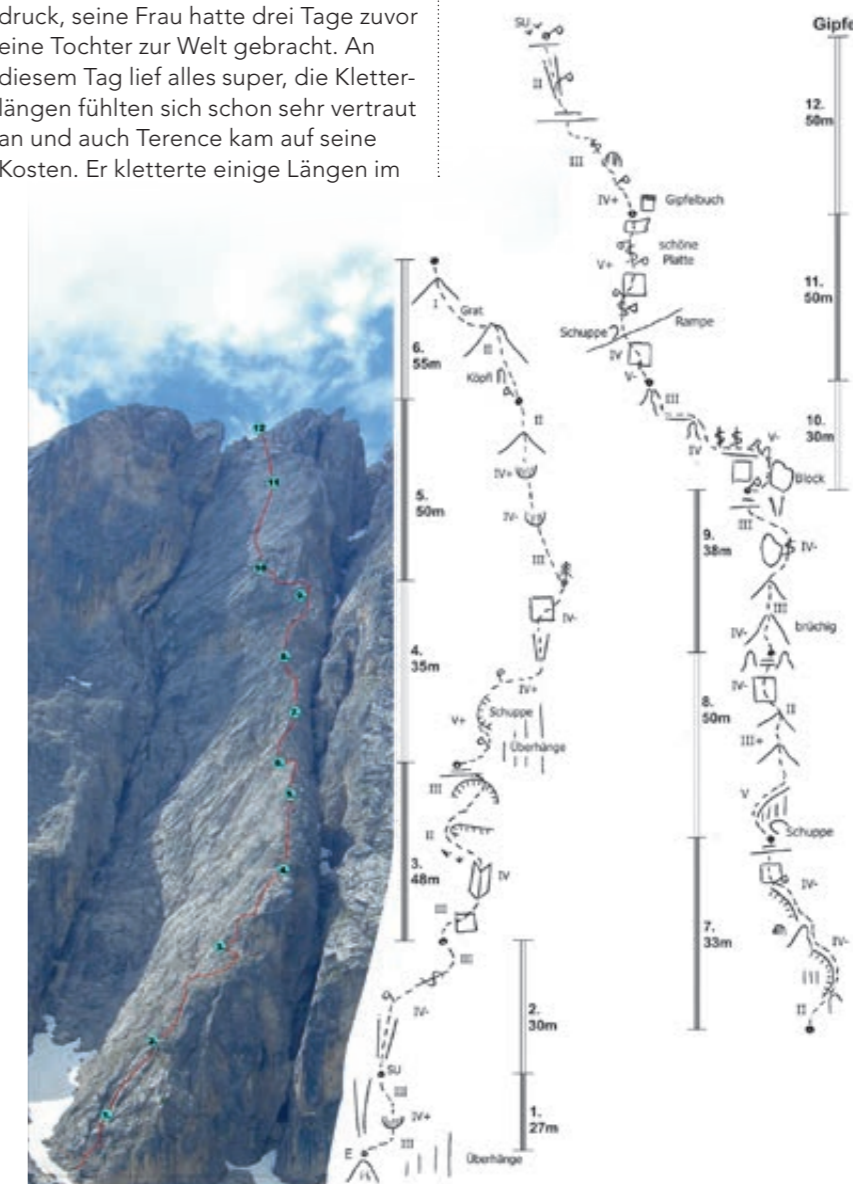 druck, seine Frau hatte drei Tage zuvor
eine Tochter zur Welt gebracht. An
diesem Tag lief alles super, die Kletter-
längen fühlten sich schon sehr vertraut
an und auch Terence kam auf seine
Kosten. Er kletterte einige Längen im
SU
Gipfe
II
12.
50m
III
IV+
Gipfelbuch
schöne
Platte
V+
11.
50m
Rampe
Schuppe
IV
V-
III
10.
30m
IV
V-
Block
III
9.
38m
IV-
III
brüchig
IV-
IV-
8.
50m
II
III+
V
Schuppe
IV-
7.
33m
IV-
II
I
Grat
6.
55m
II
Köpfl
II
5.
50m
IV+
IV-
III
IV-
4.
35m
IV+
V+
Schuppe
Überhänge
III
II
3.
48m
IV
III
III
IV-
2.
30m
SU
III
IV+
1.
27m
III
E
Überhänge
12
11
10
9.
8.
7.
6.
5.
4.
3.
2.
1.